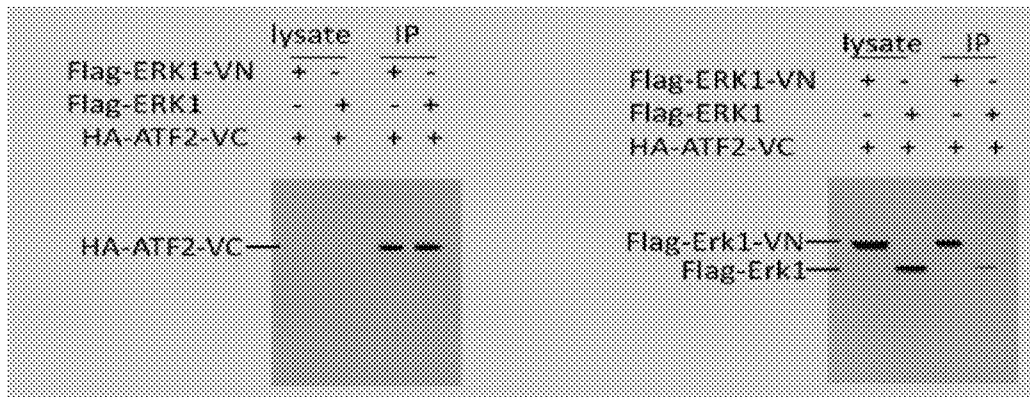 lysate IP
Flag-ERK1-VN + - + -
Flag-ERK1 - + - +
HA-ATF2-VC + + + +
HA-ATF2-VC
lysate IP
Flag-ERK1-VN + - + -
Flag-ERK1 - + - +
HA-ATF2-VC + + + +
Flag-Erk1-VN
Flag-Erk1